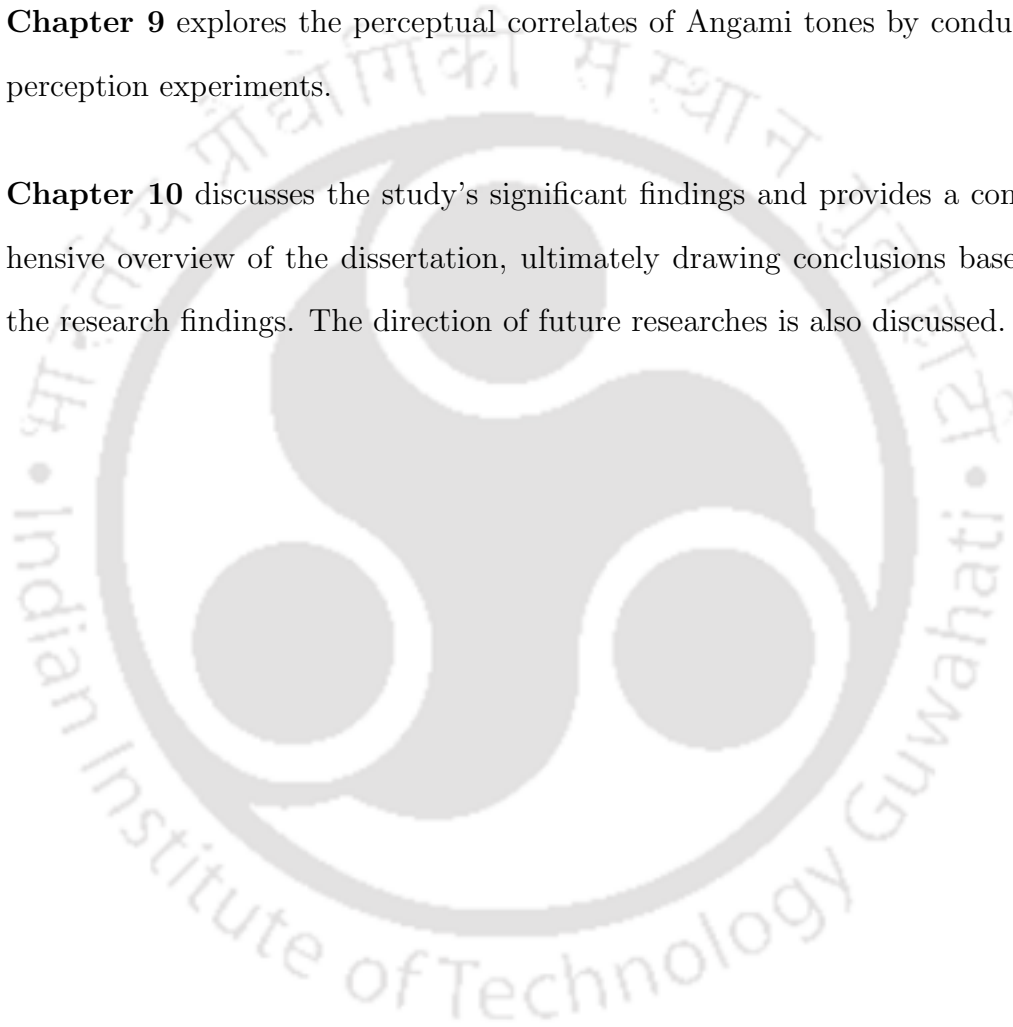 Chapter 9 explores the perceptual correlates of Angami tones by condu
perception experiments.
Chapter 10 discusses the study's significant findings and provides a con
hensive overview of the dissertation, ultimately drawing conclusions base
the research findings. The direction of future researches is also discussed.
भारतीय प्रौद्योगिकी संस्थान गुवाहाटी
• Indian Institute of Technology Guwahati •